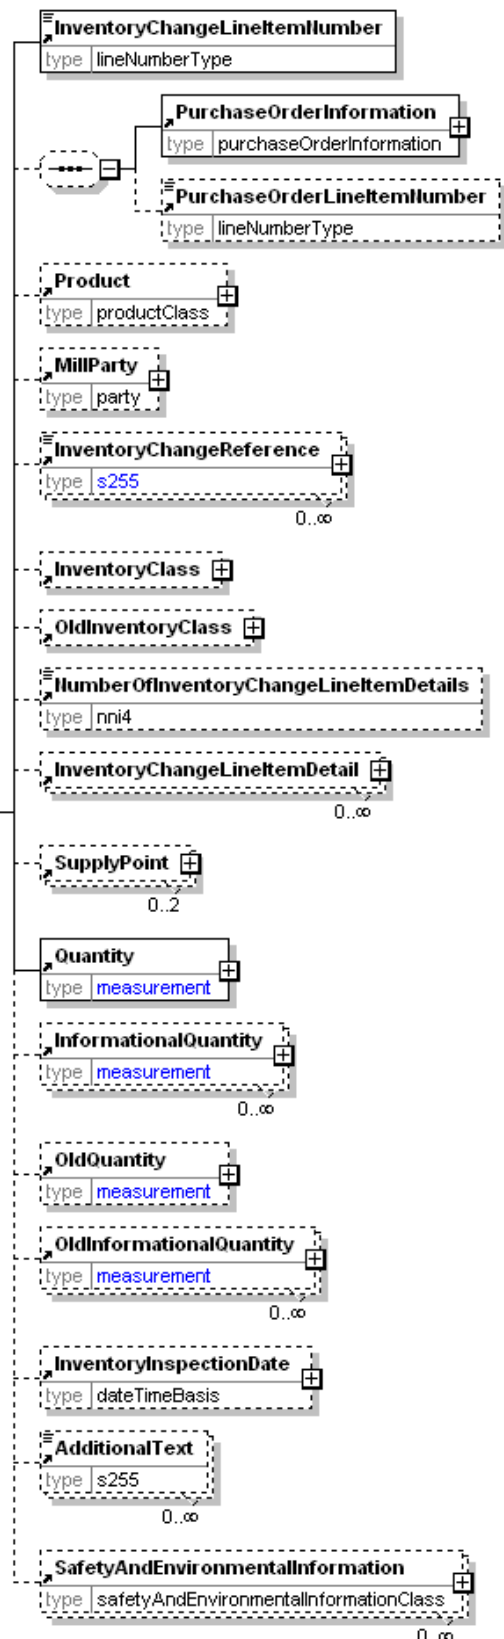 InventoryChangeLineItemNumber
type lineNumberType
PurchaseOrderInformation
type purchaseOrderInformation
PurchaseOrderLineItemNumber
type lineNumberType
Product
type productClass
MillParty
type party
InventoryChangeReference
type s255
0..∞
InventoryClass
OldInventoryClass
NumberOfInventoryChangeLineItemDetails
type nni4
InventoryChangeLineItemDetail
0..∞
SupplyPoint
0..2
Quantity
type measurement
InformationalQuantity
type measurement
0..∞
OldQuantity
type measurement
OldInformationalQuantity
type measurement
0..∞
InventoryInspectionDate
type dateTimeBasis
AdditionalText
type s255
0..∞
SafetyAndEnvironmentalInformation
type safetyAndEnvironmentalInformationClass
0..∞